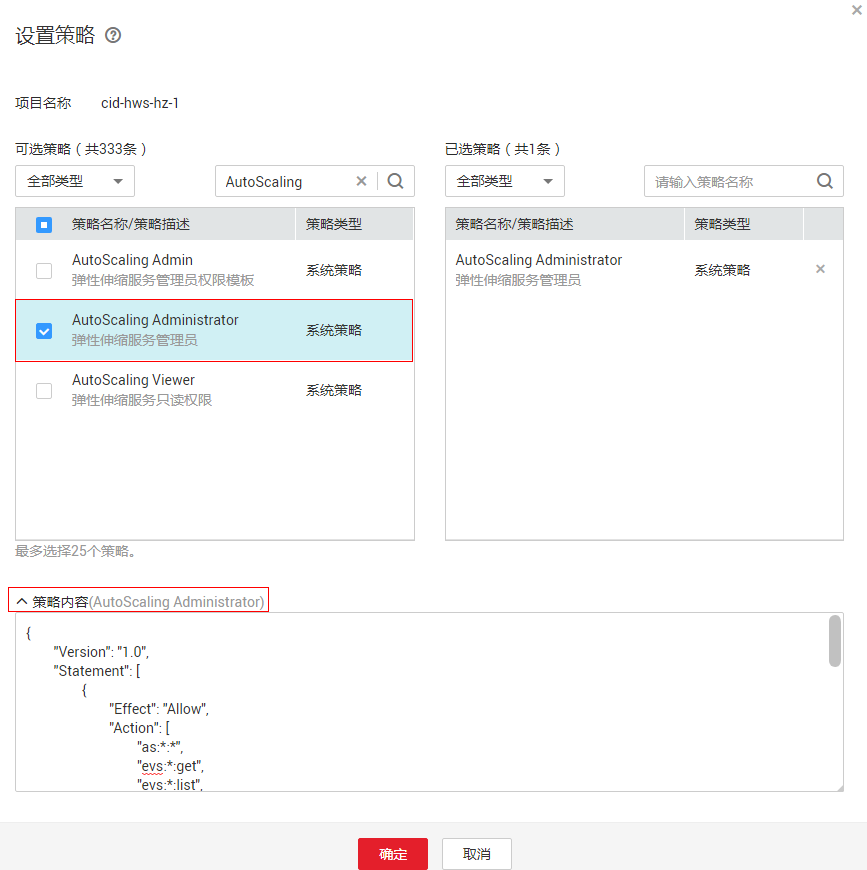 设置策略
项目名称 cid-hws-hz-1
可选策略（共333条）
全部类型 AutoScaling
策略名称/策略描述 策略类型
AutoScaling Admin
弹性伸缩服务管理员权限模板
系统策略
AutoScaling Administrator
弹性伸缩服务管理员
系统策略
AutoScaling Viewer
弹性伸缩服务只读权限
系统策略
最多选择25个策略。
已选策略（共1条）
全部类型 请输入策略名称
策略名称/策略描述 策略类型
AutoScaling Administrator
弹性伸缩服务管理员
系统策略
策略内容(AutoScaling Administrator)
{
"Version": "1.0",
"Statement": [
{
"Effect": "Allow",
"Action": [
"as:*:*",
"evs:*:get",
"evs:*:list",
确定 取消